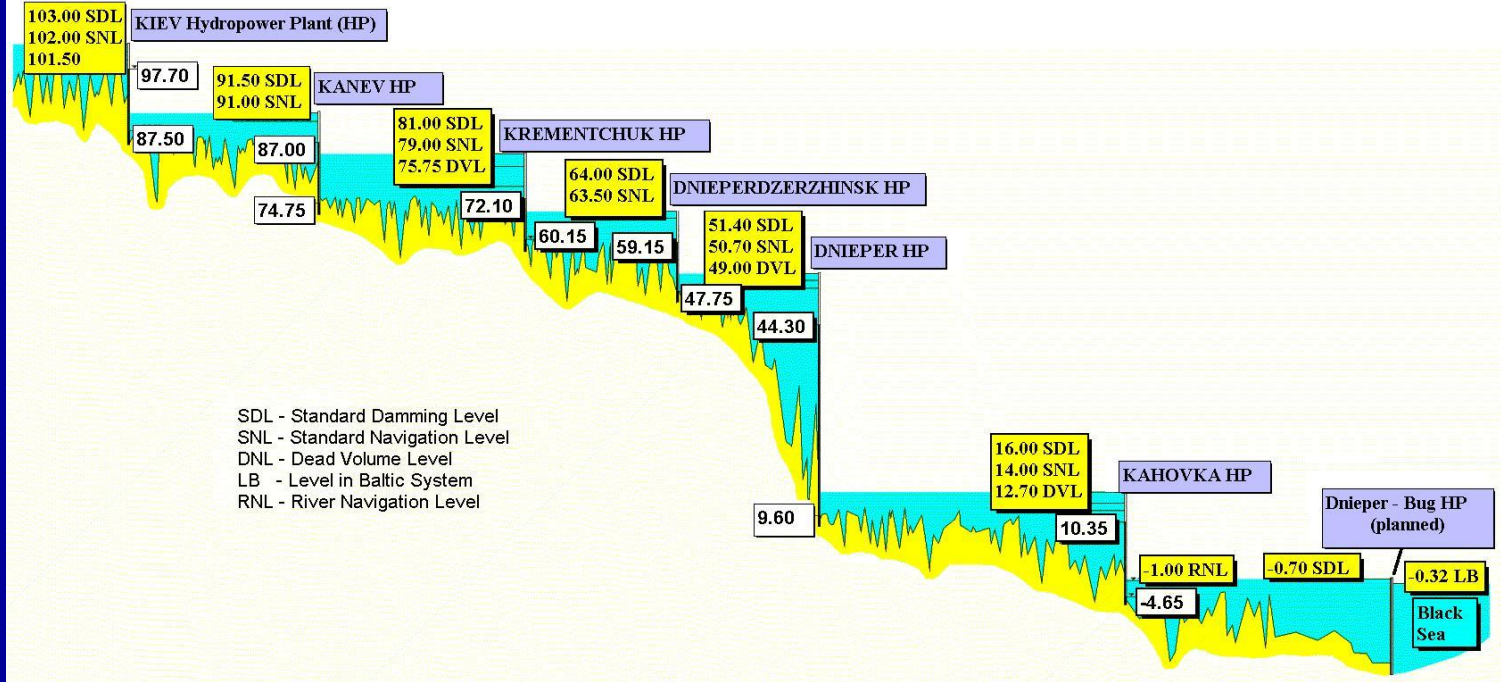 103.00 SDL
102.00 SNL
101.50
KIEV Hydropower Plant (HP)
97.70
87.50
91.50 SDL
91.00 SNL
KANEV HP
87.00
74.75
81.00 SDL
79.00 SNL
75.75 DVL
KREMENTCHUK HP
72.10
60.15
64.00 SDL
63.50 SNL
DNIEPERDZERZHINSK HP
59.15
47.75
51.40 SDL
50.70 SNL
49.00 DVL
DNIEPER HP
44.30
9.60
SDL - Standard Damming Level
SNL - Standard Navigation Level
DNL - Dead Volume Level
LB - Level in Baltic System
RNL - River Navigation Level
16.00 SDL
14.00 SNL
12.70 DVL
KAHOVKA HP
10.35
-1.00 RNL
-4.65
-0.70 SDL
Dnieper - Bug HP
(planned)
-0.32 LB
Black
Sea